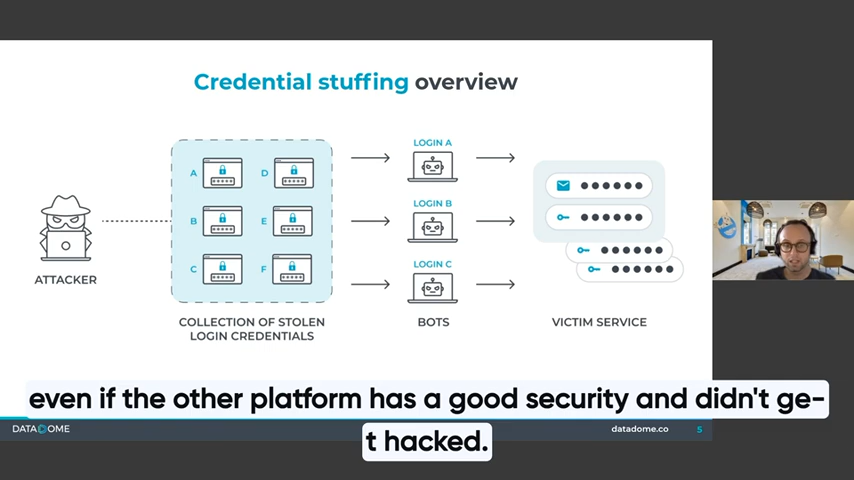 Credential stuffing overview
LOGIN A
A
D
LOGIN B
B
E
LOGIN C
C
F
ATTACKER
COLLECTION OF STOLEN
LOGIN CREDENTIALS
BOTS
VICTIM SERVICE
even if the other platform has a good security and didn't ge-
t hacked.
DATADOME
datadome.co
5